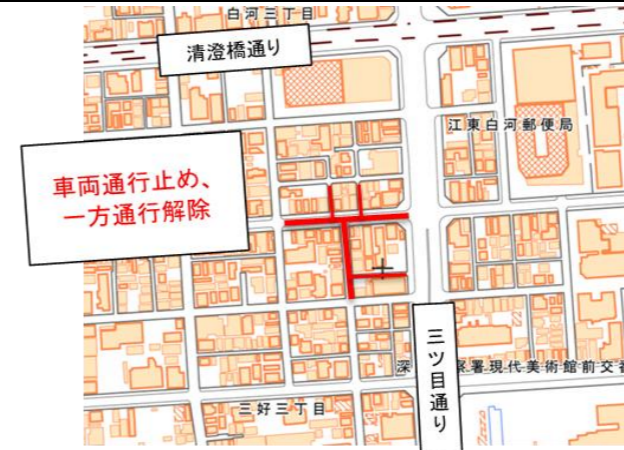 白河三丁目
清澄橋通り
江東白河郵便局
車両通行止め、
一方通行解除
三ツ目通り
深
察署現代美術館前交番
三好三丁目